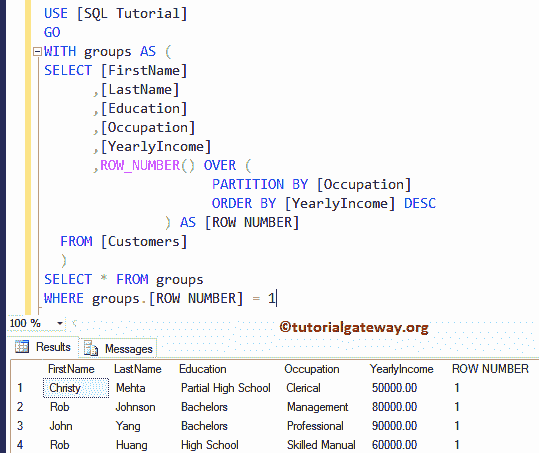 USE [SQL Tutorial]
GO
WITH groups AS (
SELECT [FirstName]
,[LastName]
,[Education]
,[Occupation]
,[YearlyIncome]
,ROW_NUMBER() OVER (
PARTITION BY [Occupation]
ORDER BY [YearlyIncome] DESC
) AS [ROW NUMBER]
FROM [Customers]
)
SELECT * FROM groups
WHERE groups.[ROW NUMBER] = 1
100 %
©tutorialgateway.org
Results Messages
FirstName LastName Education Occupation YearlyIncome ROW NUMBER
1 Christy Mehta Partial High School Clerical 50000.00 1
2 Rob Johnson Bachelors Management 80000.00 1
3 John Yang Bachelors Professional 90000.00 1
4 Rob Huang High School Skilled Manual 60000.00 1